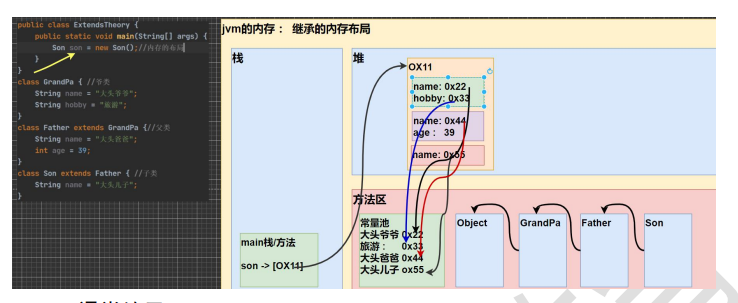 public class ExtendsTheory {
public static void main(String[] args) {
Son son = new Son();//内存的布局
}
}
class GrandPa { //爷类
String name = "大头爷爷";
String hobby = "旅游";
}
class Father extends GrandPa {//父类
String name = "大头爸爸";
int age = 39;
}
class Son extends Father { //子类
String name = "大头儿子";
}
jvm的内存： 继承的内存布局
栈
main栈/方法
son -> [OX11]
堆
OX11
name: 0x22
hobby: 0x33
name: 0x44
age： 39
name: 0x55
方法区
常量池
大头爷爷 0x22
旅游： 0x33
大头爸爸 0x44
大头儿子 ox55
Object
GrandPa
Father
Son